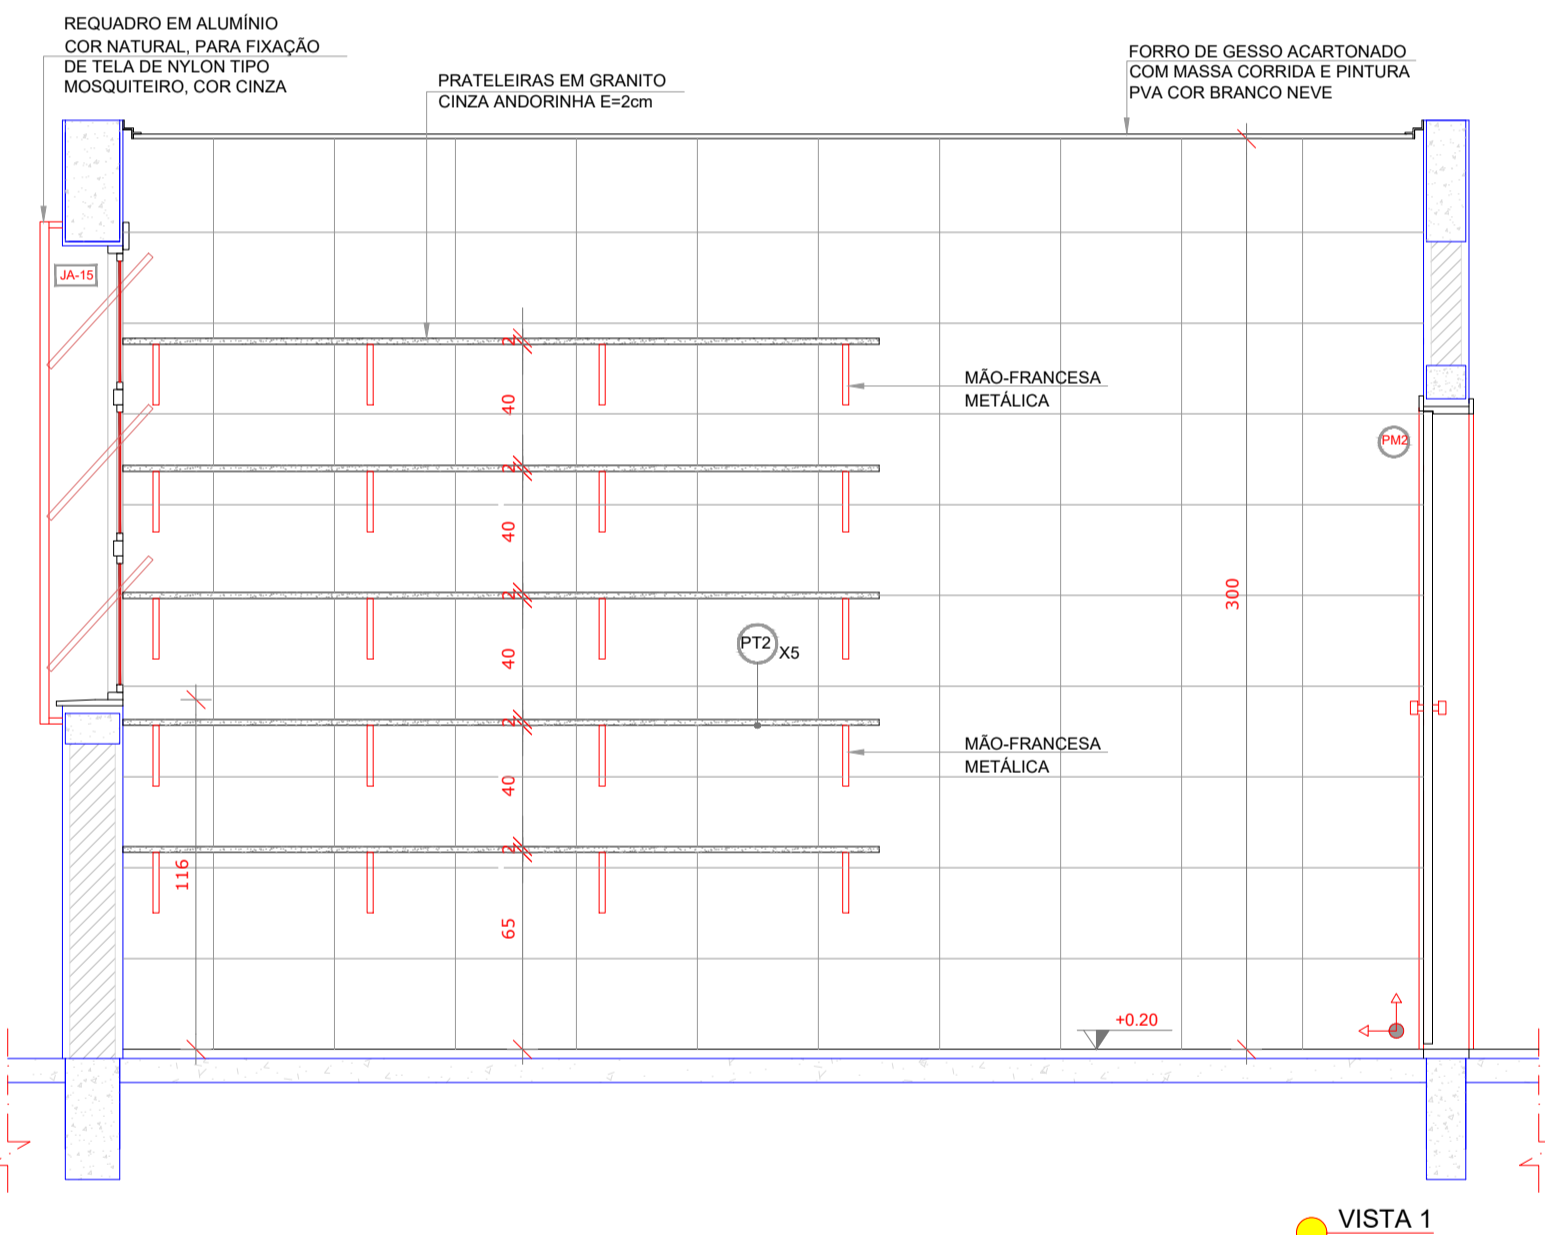 REQUADRO EM ALUMÍNIO
COR NATURAL, PARA FIXAÇÃO
DE TELA DE NYLON TIPO
MOSQUITEIRO, COR CINZA
PRATELEIRAS EM GRANITO
CINZA ANDORINHA E=2cm
FORRO DE GESSO ACARTONADO
COM MASSA CORRIDA E PINTURA
PVA COR BRANCO NEVE
JA-15
2
40
MÃO-FRANCESA
METÁLICA
PM2
2
40
2
40
300
PT2
X5
2
40
MÃO-FRANCESA
METÁLICA
2
116
65
+0.20
VISTA 1